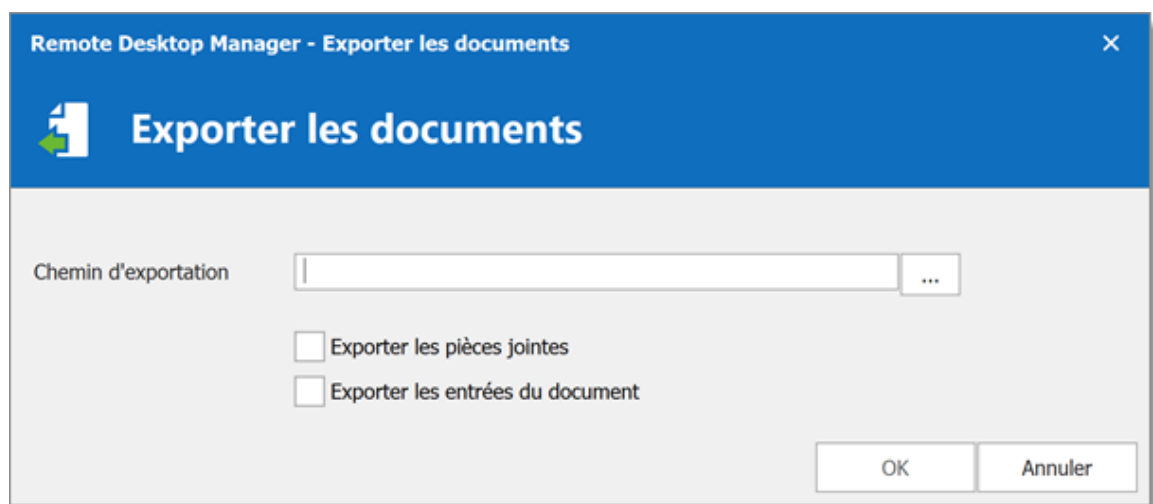 Remote Desktop Manager - Exporter les documents
Exporter les documents
Chemin d'exportation
...
Exporter les pièces jointes
Exporter les entrées du document
OK Annuler